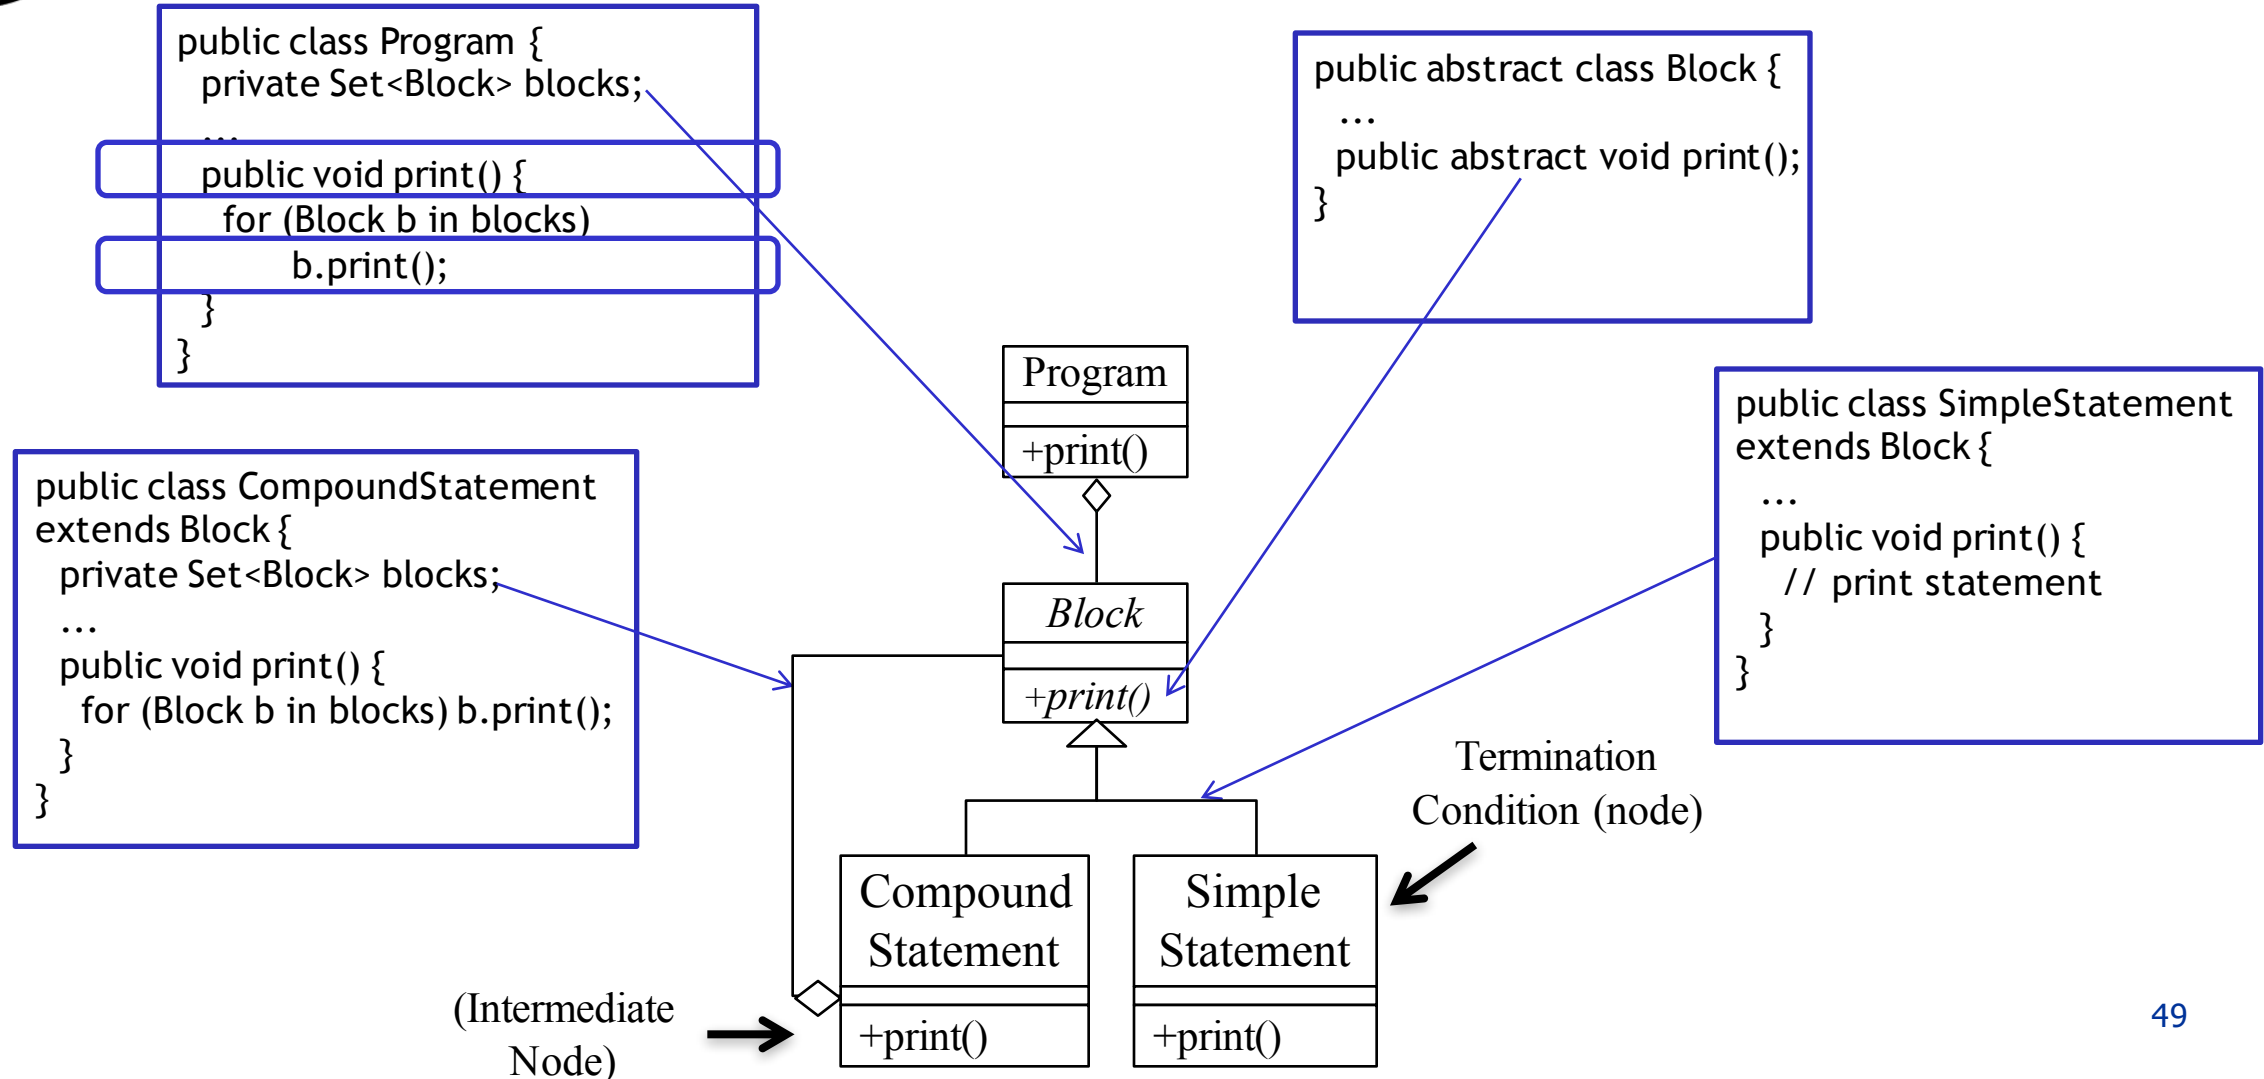 public class Program {
private Set<Block> blocks;
...
public void print() {
for (Block b in blocks)
b.print();
}
}
public abstract class Block {
...
public abstract void print();
}
Program
+print()
public class SimpleStatement
extends Block {
...
public void print() {
// print statement
}
}
public class CompoundStatement
extends Block {
private Set<Block> blocks;
...
public void print() {
for (Block b in blocks) b.print();
}
}
Block
+print()
Termination
Condition (node)
Compound
Statement
+print()
Simple
Statement
+print()
(Intermediate
Node)
49